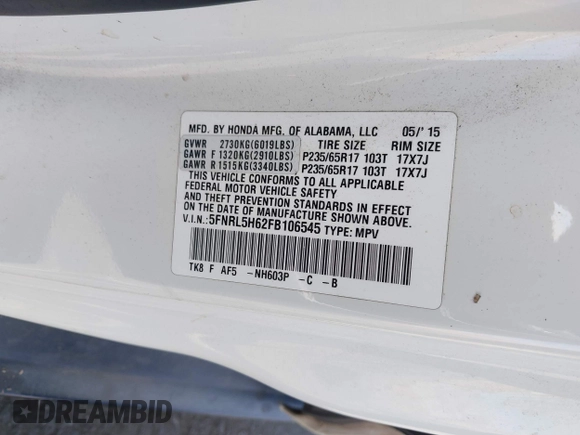 MFD. BY HONDA MFG. OF ALABAMA, LLC 05/'15
GVWR 2730KG(6019LBS) TIRE SIZE RIM SIZE
GAWR F 1320KG(2910LBS) P235/65R17 103T 17X7J
GAWR R 1515KG(3340LBS) P235/65R17 103T 17X7J
THIS VEHICLE CONFORMS TO ALL APPLICABLE
FEDERAL MOTOR VEHICLE SAFETY
AND THEFT PREVENTION STANDARDS IN EFFECT
ON THE DATE OF MANUFACTURE SHOWN ABOVE.
V.I.N.:5FNRL5H62FB106545 TYPE: MPV
TK8 F AF5 -NH603P -C -B
DREAMBID